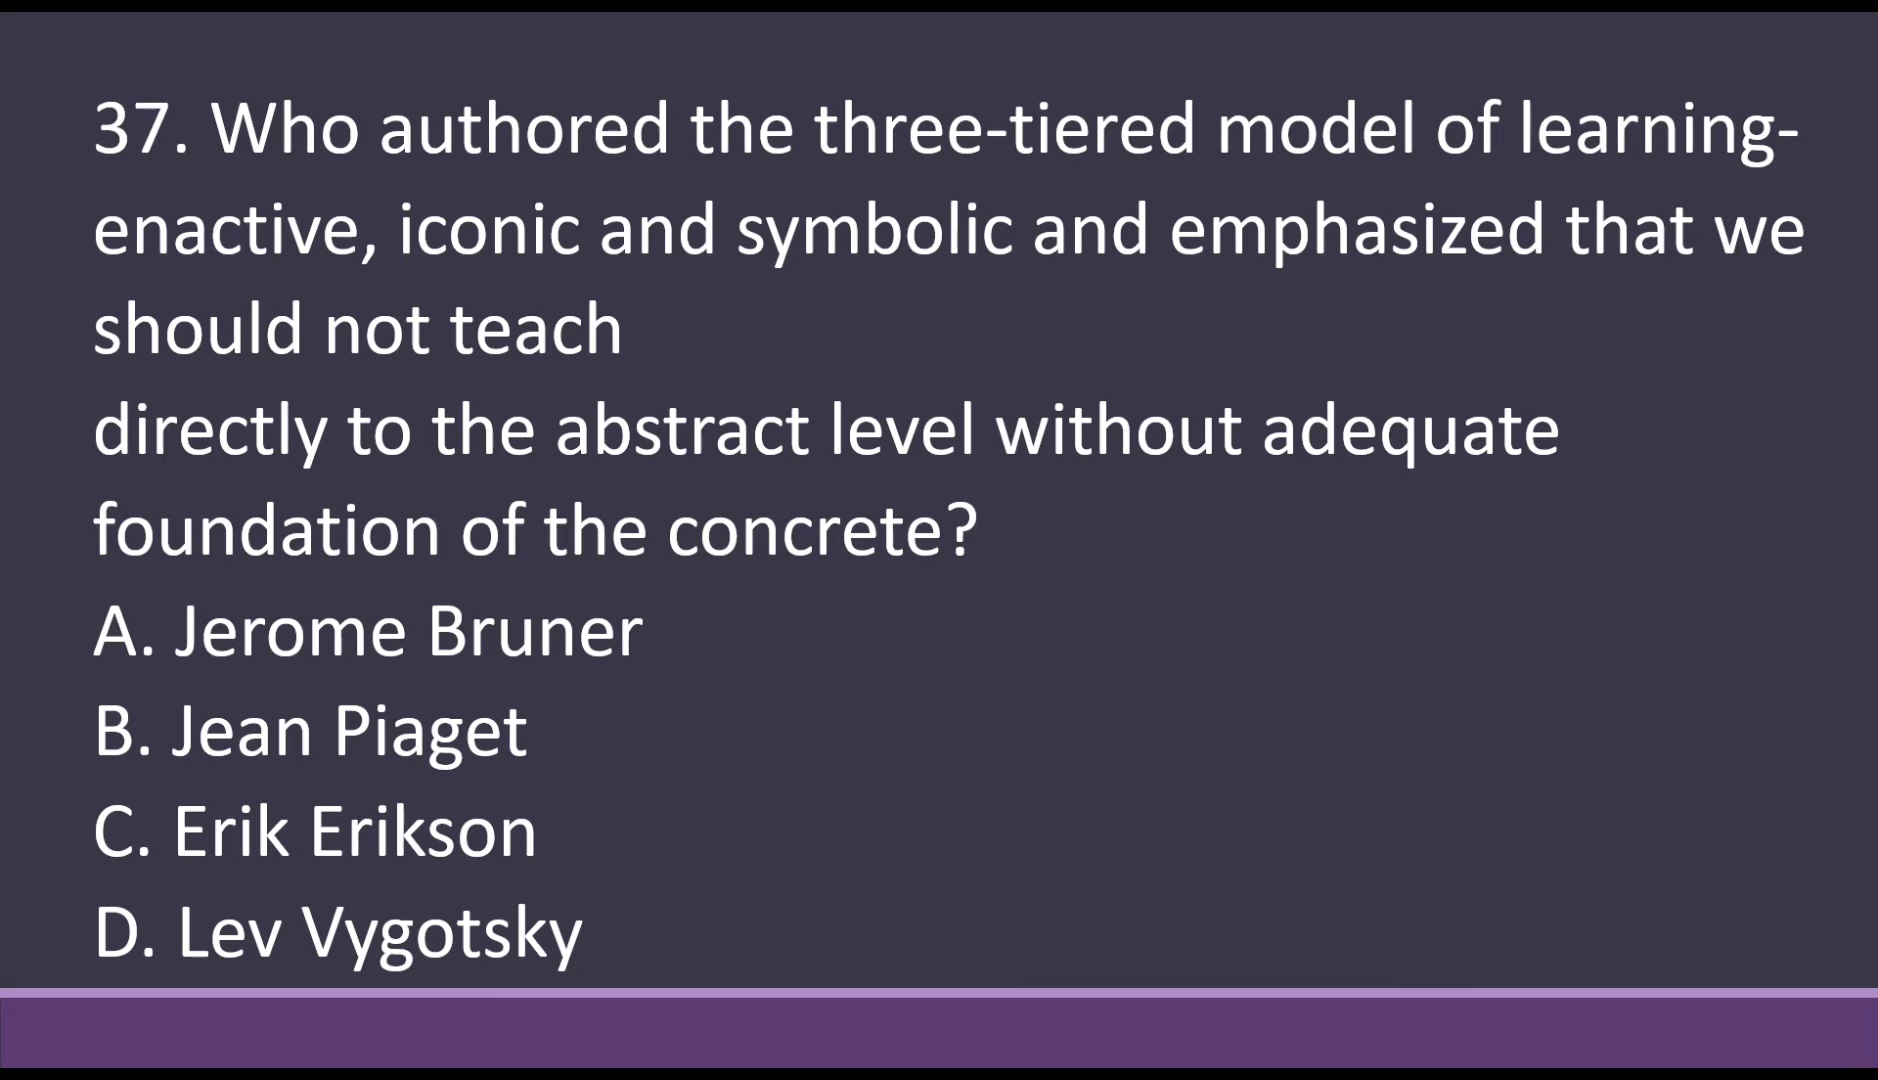 37. Who authored the three-tiered model of learning-
enactive, iconic and symbolic and emphasized that we
should not teach
directly to the abstract level without adequate
foundation of the concrete?
A. Jerome Bruner
B. Jean Piaget
C. Erik Erikson
D. Lev Vygotsky